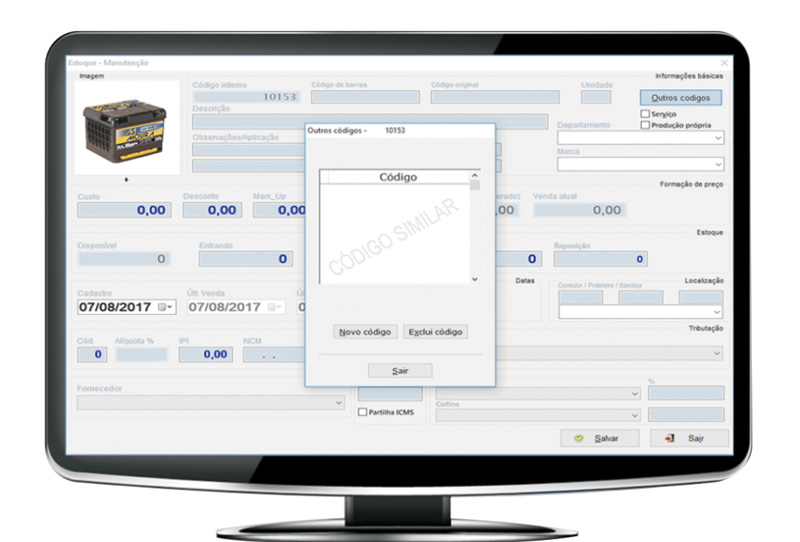 Estoque - Manutenção
Imagem
Informações básicas
Código interno
Código de barras
Código original
Unidade
10153
Outros codigos
Descrição
Serviço
Departamento
Produção própria
Outros códigos - 10153
Observações/Aplicação
Marca
Código
Formação de preço
Custo
Desconto
Mark_Up
Venda atual
0,00
0,00
0,00
,00
0,00
CÓDIGO SIMILAR
Estoque
Disponível
Entrando
Reposição
0
0
0
0
Datas
Localização
Corredor / Prateleira / Bandeja
Cadastro
Últ. Venda
07/08/2017
07/08/2017
Tributação
Novo código
Exclui código
Cód.
Alíquota %
IPI
NCM
0
0,00
. .
Sair
Fornecedor
%
Cofins
Partilha ICMS
Salvar
Sair